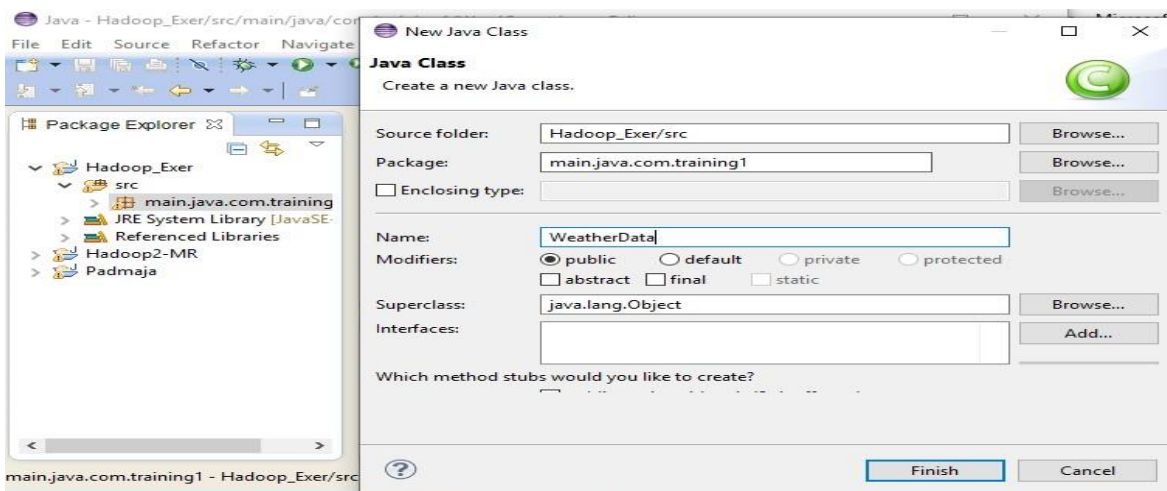 Java - Hadoop_Exer/src/main/java/cor
File Edit Source Refactor Navigate
Package Explorer
Hadoop_Exer
src
main.java.com.training
JRE System Library [JavaSE-
Referenced Libraries
Hadoop2-MR
Padmaja
main.java.com.training1 - Hadoop_Exer/src
New Java Class
Java Class
Create a new Java class.
Source folder: Hadoop_Exer/src Browse...
Package: main.java.com.training1 Browse...
Enclosing type: Browse...
Name: WeatherData
Modifiers: public default private protected
abstract final static
Superclass: java.lang.Object Browse...
Interfaces: Add...
Which method stubs would you like to create?
Finish Cancel